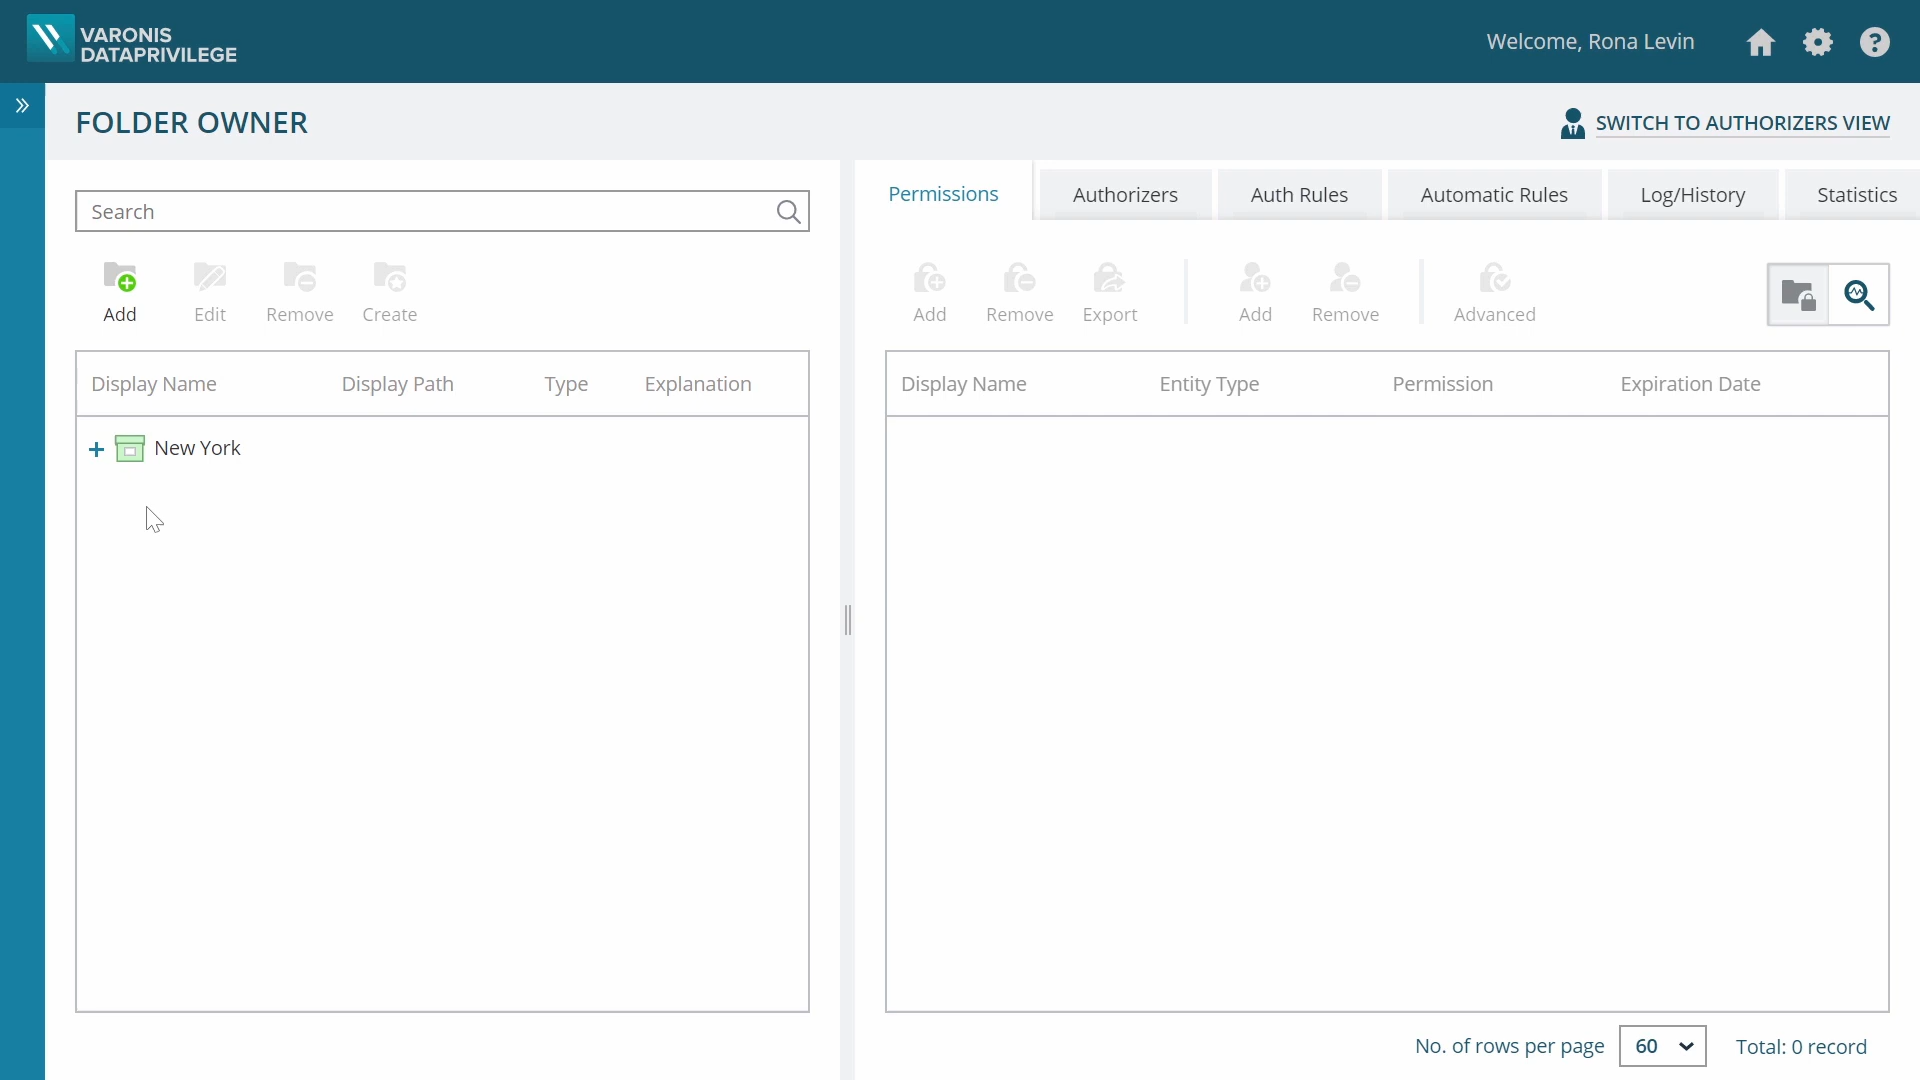 VARONIS
DATAPRIVILEGE
Welcome, Rona Levin
FOLDER OWNER
SWITCH TO AUTHORIZERS VIEW
Search
Add
Edit
Remove
Create
Display Name Display Path Type Explanation
New York
Permissions Authorizers Auth Rules Automatic Rules Log/History Statistics
Add Remove Export Add Remove Advanced
Display Name Entity Type Permission Expiration Date
No. of rows per page 60 Total: 0 record